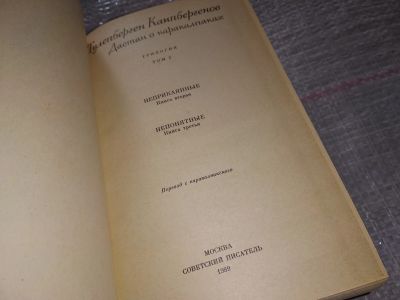 Тулепберген Каипбергенов
Дастан о каракалпаках
ТРИЛОГИЯ
ТОМ 2
НЕПРИКАЯННЫЕ
Книга вторая
НЕПОНЯТНЫЕ
Книга третья
Перевод с каракалпакского
МОСКВА
СОВЕТСКИЙ ПИСАТЕЛЬ
1989